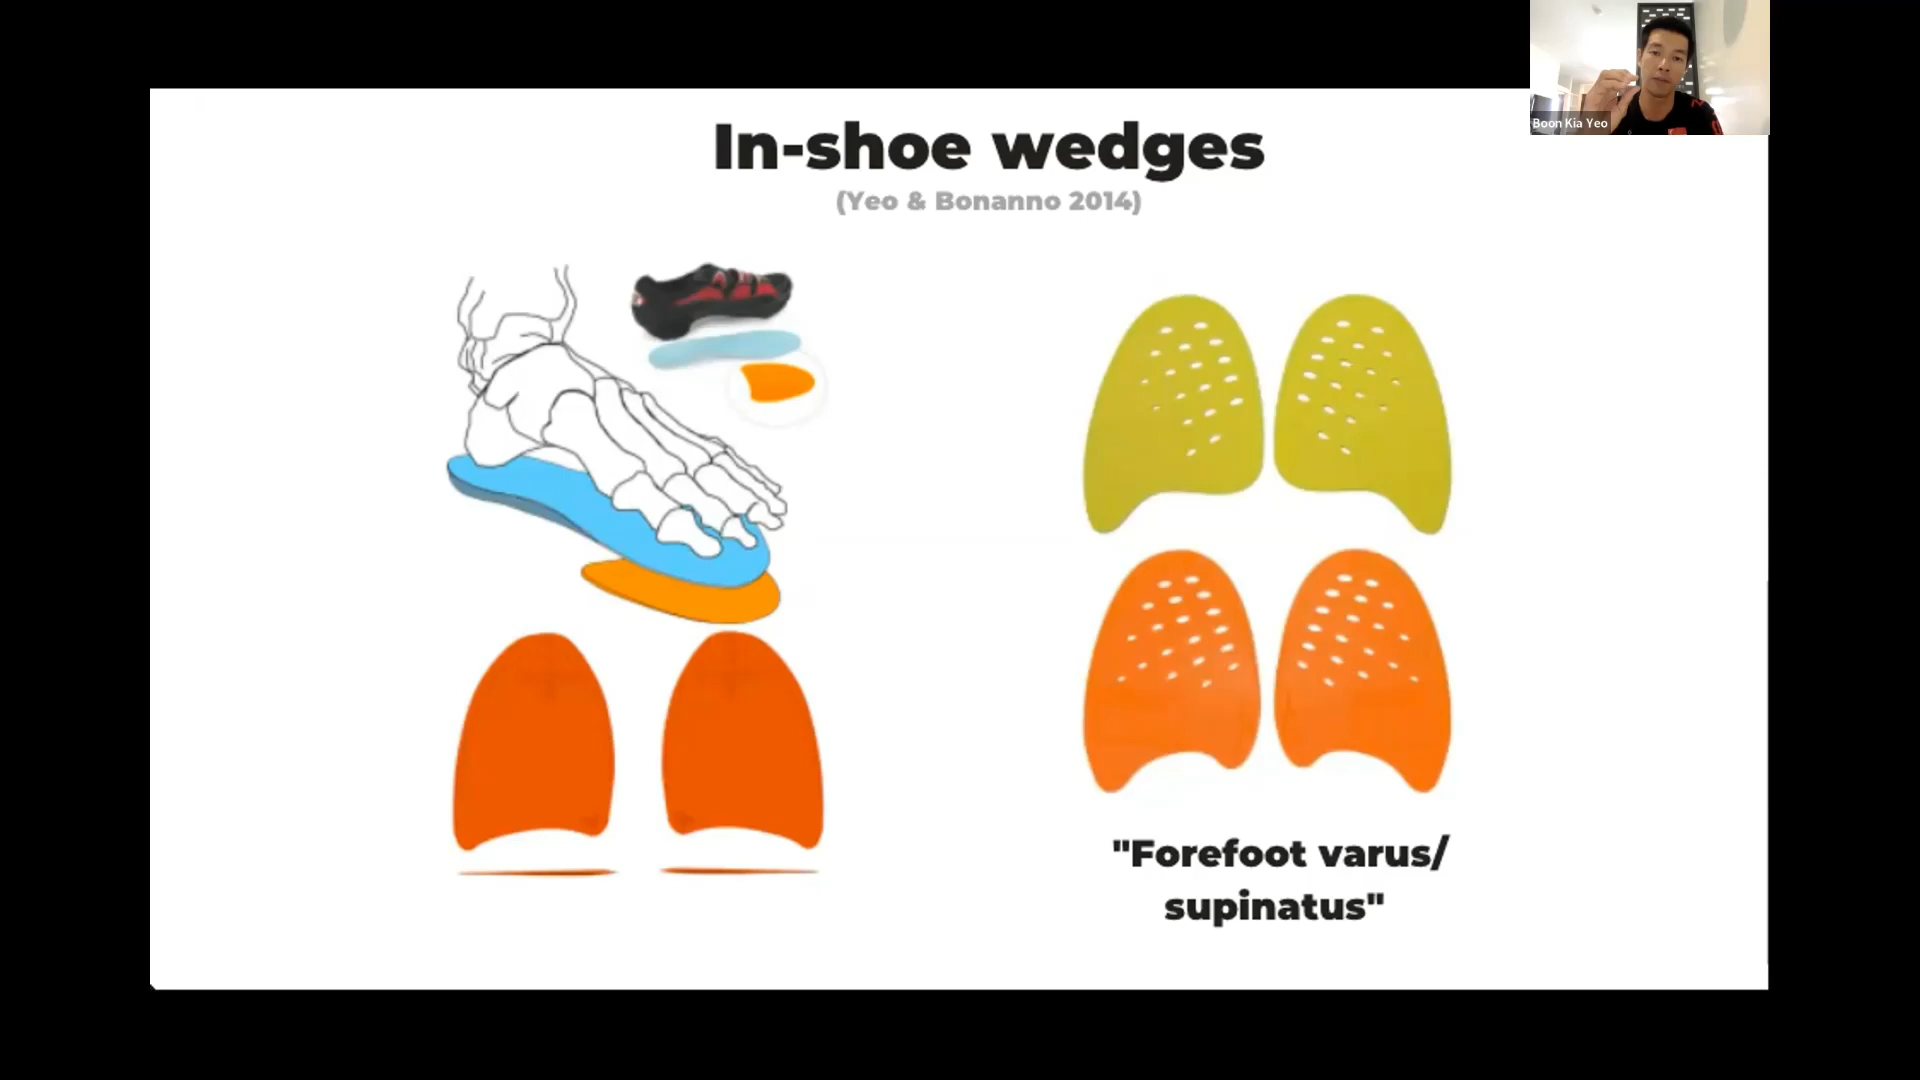 In-shoe wedges
(Yeo & Bonanno 2014)
"Forefoot varus/
supinatus"
Boon Kia Yeo